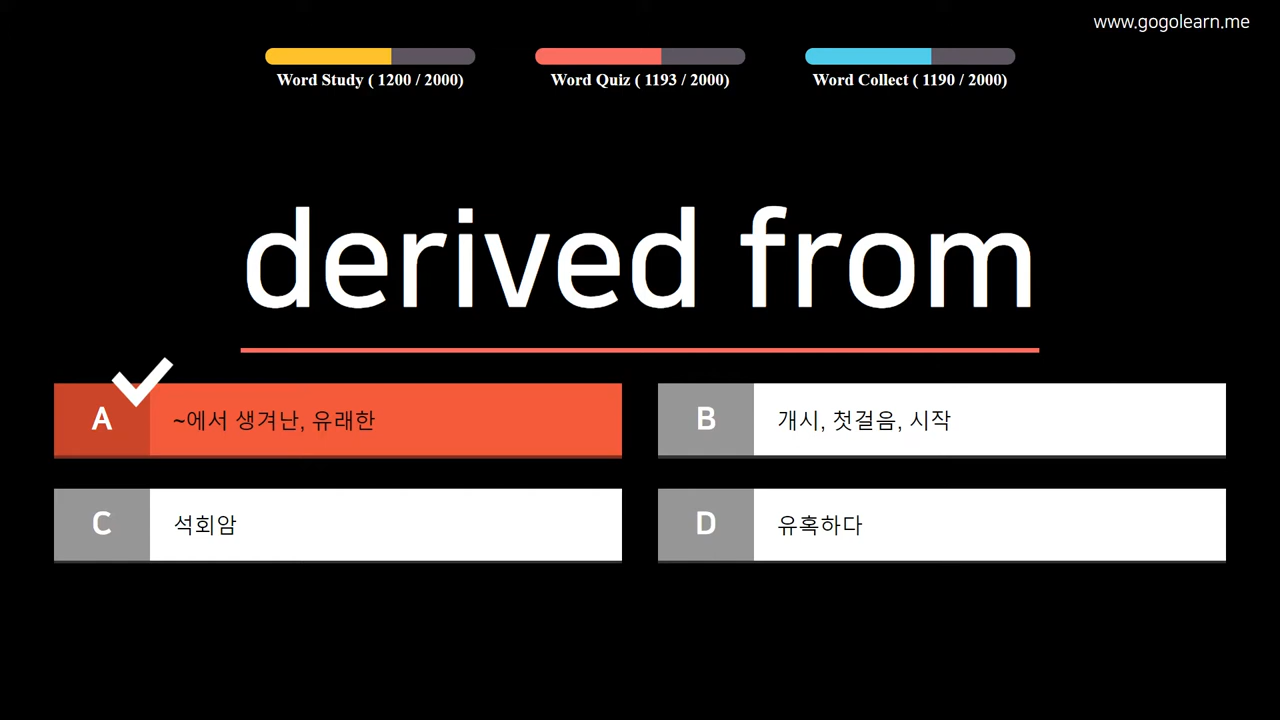 www.gogolearn.me
Word Study ( 1200 / 2000)
Word Quiz ( 1193 / 2000)
Word Collect ( 1190 / 2000)
derived from
A ~에서 생겨난, 유래한
B 개시, 첫걸음, 시작
C 석회암
D 유혹하다